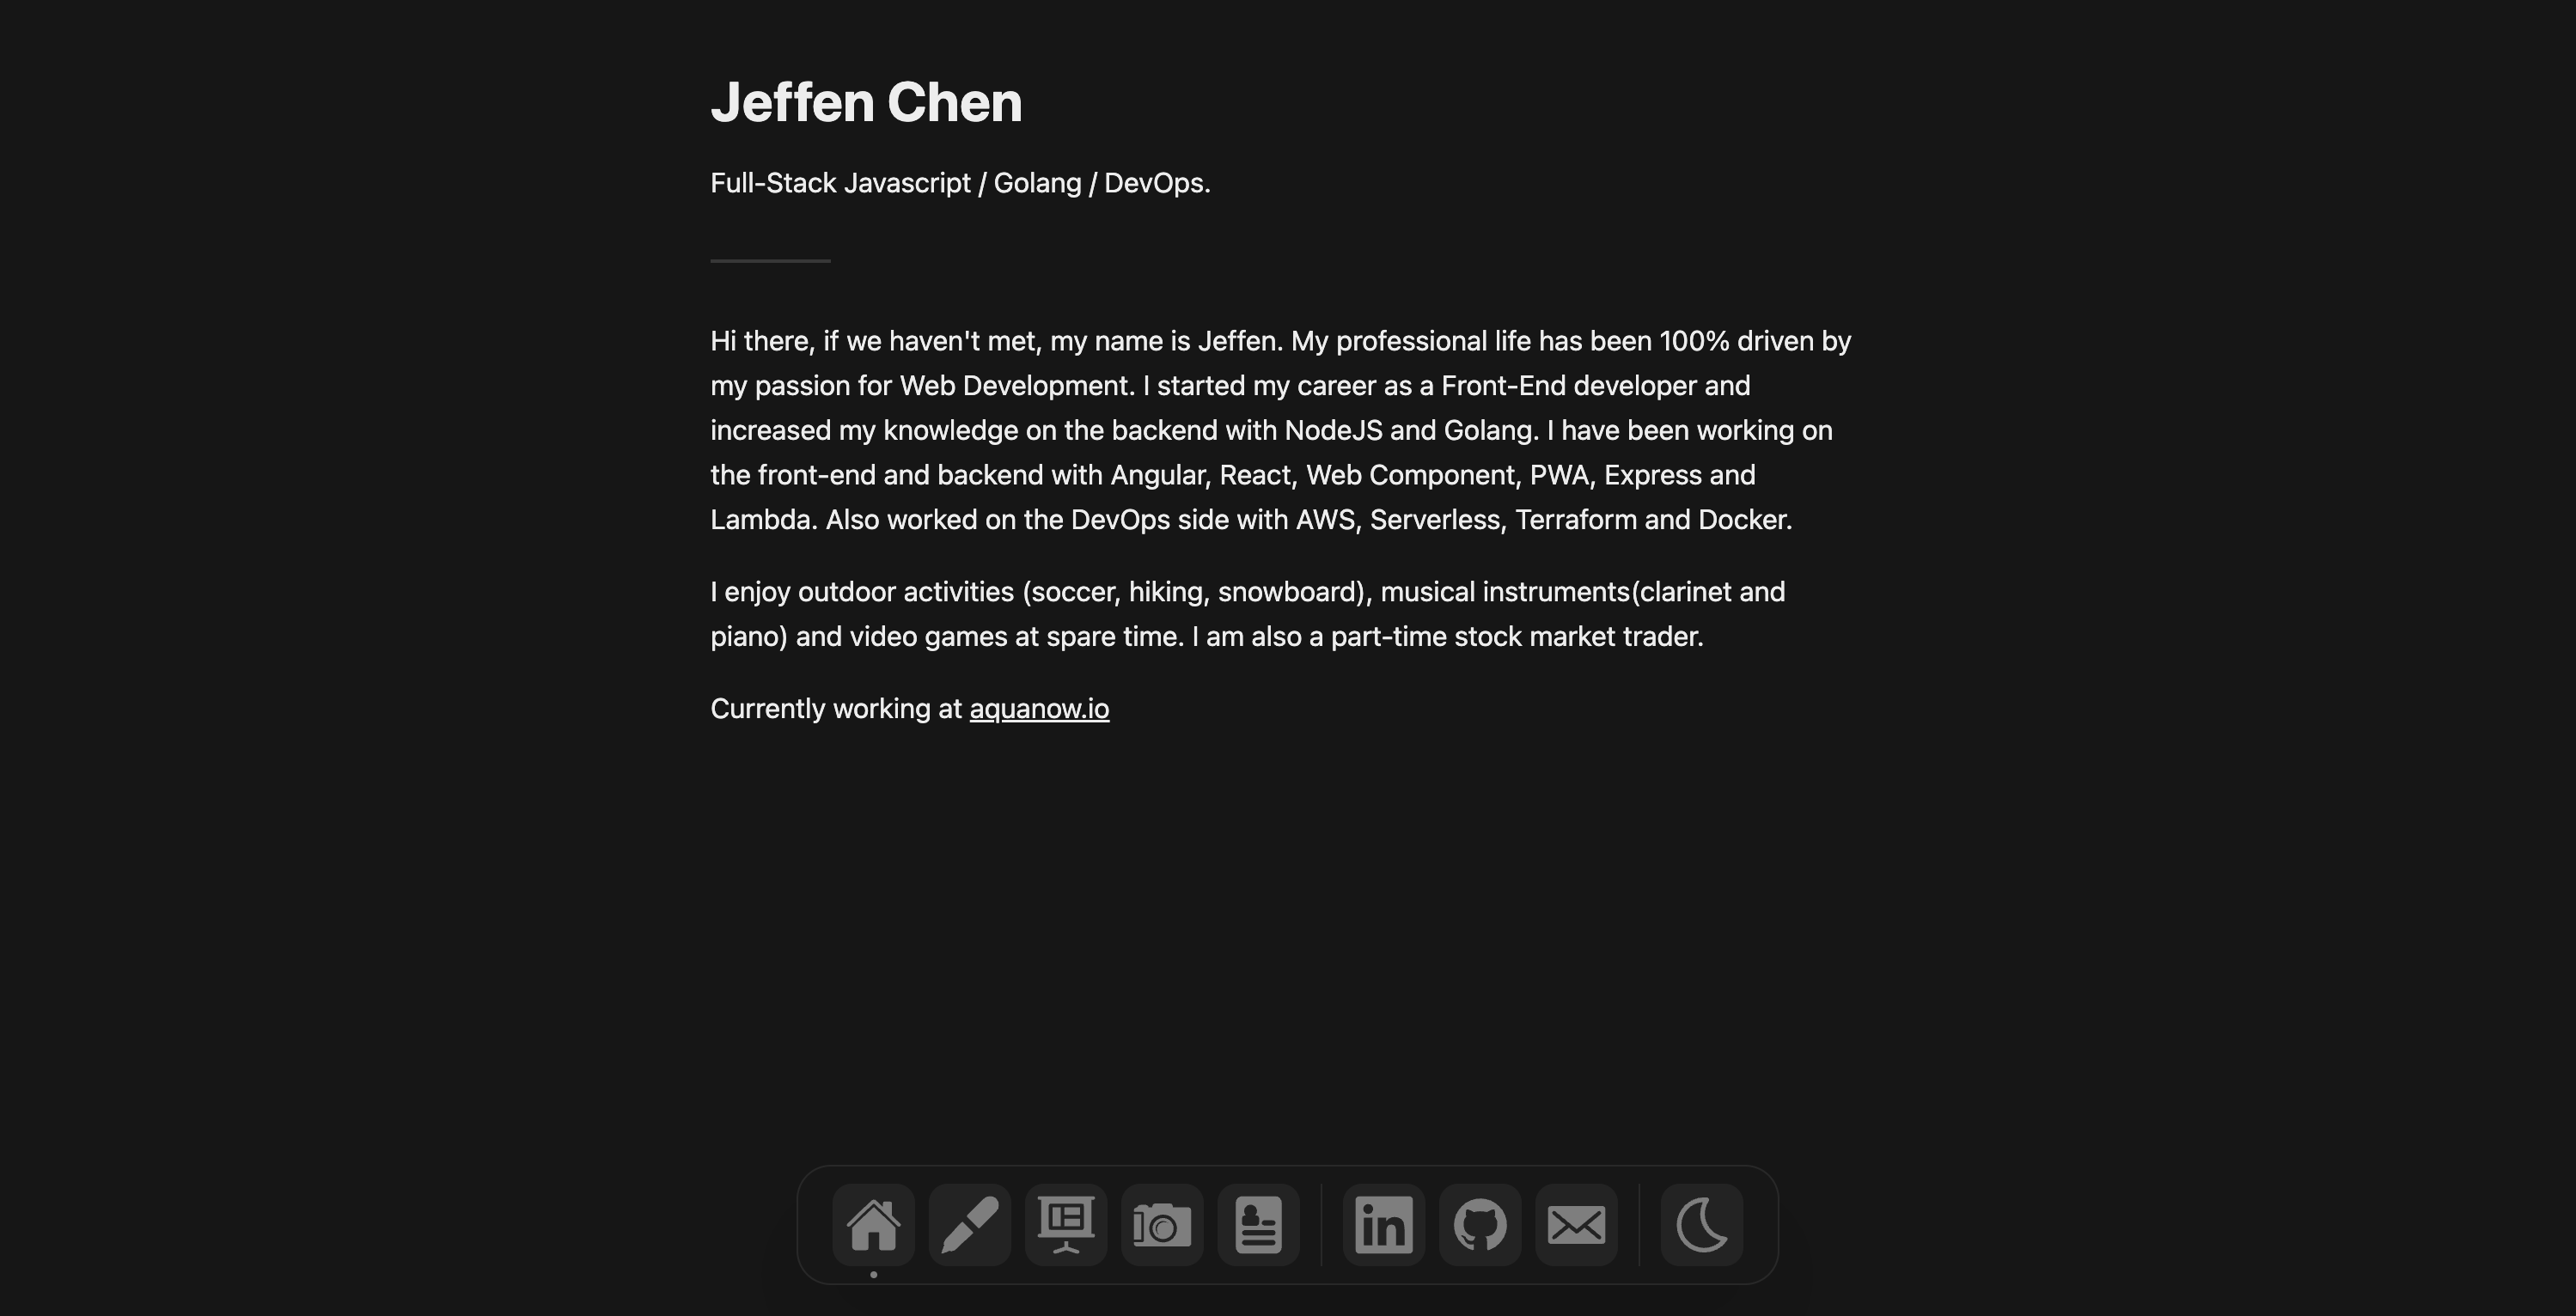 Jeffen Chen
Full-Stack Javascript / Golang / DevOps.
Hi there, if we haven't met, my name is Jeffen. My professional life has been 100% driven by
my passion for Web Development. I started my career as a Front-End developer and
increased my knowledge on the backend with NodeJS and Golang. I have been working on
the front-end and backend with Angular, React, Web Component, PWA, Express and
Lambda. Also worked on the DevOps side with AWS, Serverless, Terraform and Docker.
I enjoy outdoor activities (soccer, hiking, snowboard), musical instruments(clarinet and
piano) and video games at spare time. I am also a part-time stock market trader.
Currently working at aquanow.io
in